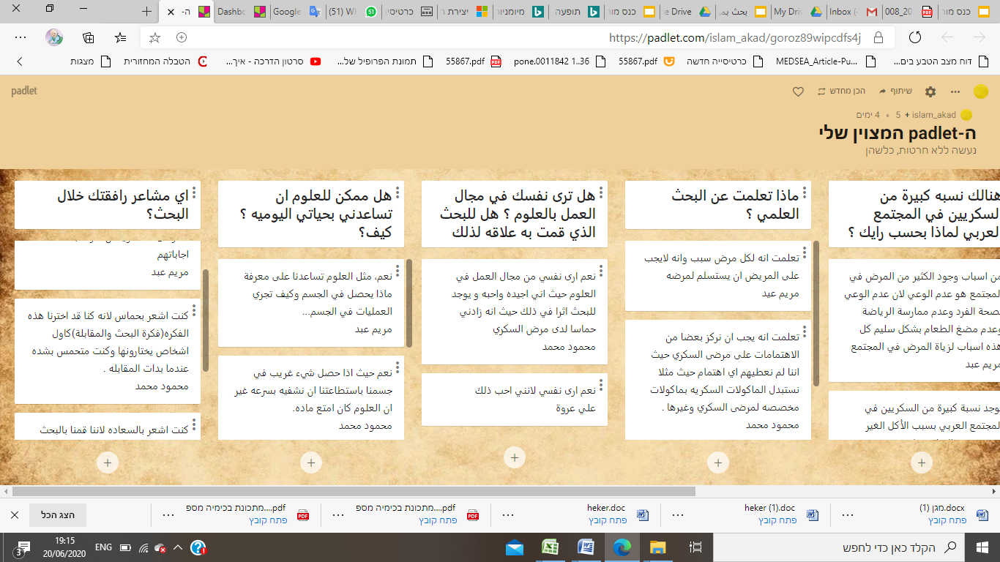 כנס מור
008_20
Inbox (
My Driv
بحث يم
e Drive
כנס מור
תופעה
מיומניור
יצירת ר
כרטיסיו
(51) Wh
Google
Dashbo
ה-
https://padlet.com/islam_akad/goroz89wipcdfs4j
דוח מצב הטבע בים...
MEDSEA_Article-Pu...
כרטיסייה חדשה
55867.pdf
pone.0011842 1..36
55867.pdf
תמונת הפרופיל של...
סרטון הדרכה - איך...
הטבלה המחזורית
מצגות
padlet
שיתוף
הכן מחדש
islam_akad + 5 • 4 ימים
ה-padlet המצוין שלי
נעשה ללא חרטות, כלשהן
هنالك نسبه كبيرة من
السكريين في المجتمع
العربي لماذا بحسب رايك ؟
من اسباب وجود الكثير من المرض في
المجتمع هو عدم الوعي لان عدم الوعي
لصحة الفرد وعدم ممارسة الرياضة
وعدم مضغ الطعام بشكل سليم كل
هذه اسباب لزياة المرض في المجتمع
مريم عبد
يوجد نسبة كبيرة من السكريين في
المجتمع العربي بسبب الأكل الغير
ماذا تعلمت عن البحث
العلمي ؟
تعلمت انه لكل مرض سبب وانه لايجب
على المريض ان يستسلم لمرضه
مريم عيد
تعلمت انه يجب ان نركز بعضا من
الاهتمامات على مرضى السكري حيث
اننا لم نعطيهم اي اهتمام حيث مثلا
نستبدل الماكولات السكريه بماكولات
مخصصه لمرضى السكري وغيرها .
محمود محمد
هل ترى نفسك في مجال
العمل بالعلوم ؟ هل للبحث
الذي قمت به علاقه لذلك
نعم ارى نفسي من مجال العمل في
العلوم حيث اني اجيده واحبه و يوجد
للبحث اثرا في ذلك حيث انه زادني
حماسا لدى مرض السكري
محمود محمد
نعم ارى نفسي لانني احب ذلك
علي عروة
هل ممكن للعلوم ان
تساعدني بحياتي اليوميه ؟
كيف؟
نعم، مثل العلوم تساعدنا على معرفة
ماذا يحصل في الجسم وكيف تجري
العمليات في الجسم...
مريم عبد
نعم حيث اذا حصل شيء غريب في
جسمنا باستطاعتنا ان نشفيه بسرعه غير
ان العلوم كان امتع ماده.
محمود محمد
اي مشاعر رافقتك خلال
البحث؟
اجاباتهم
مريم عبد
كنت اشعر بحماس لانه كنا قد اخترنا هذه
الفكره(فكرة البحث والمقابلة)كاول
اشخاص يختارونها وكنت متحمس بشده
عندما بدات المقابله .
محمود محمد
كنت اشعر بالسعاده لاننا قمنا بالبحث
מגן (1).docx
פתח קובץ
heker (1).doc
פתח קובץ
heker.doc
פתח קובץ
מתכונת בכימיה מספ....pdf
פתח קובץ
מתכונת בכימיה מספ....pdf
פתח קובץ
הצג הכל
הקלד כאן כדי לחפש
ENG
19:15
20/06/2020
3